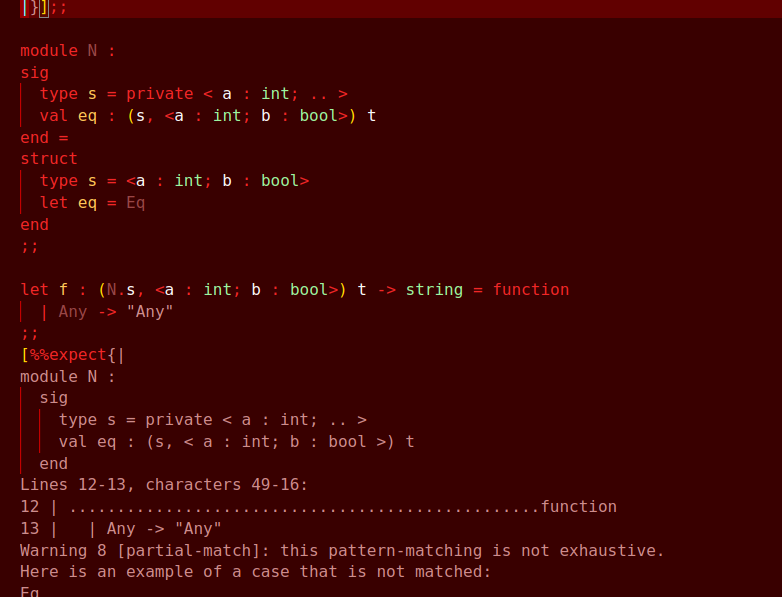 |}];;
module N :
sig
type s = private < a : int; .. >
val eq : (s, <a : int; b : bool>) t
end =
struct
type s = <a : int; b : bool>
let eq = Eq
end
;;
let f : (N.s, <a : int; b : bool>) t -> string = function
| Any -> "Any"
;;
[%%expect{|
module N :
sig
type s = private < a : int; .. >
val eq : (s, < a : int; b : bool >) t
end
Lines 12-13, characters 49-16:
12 | .................................................function
13 |   | Any -> "Any"
Warning 8 [partial-match]: this pattern-matching is not exhaustive.
Here is an example of a case that is not matched:
Eq